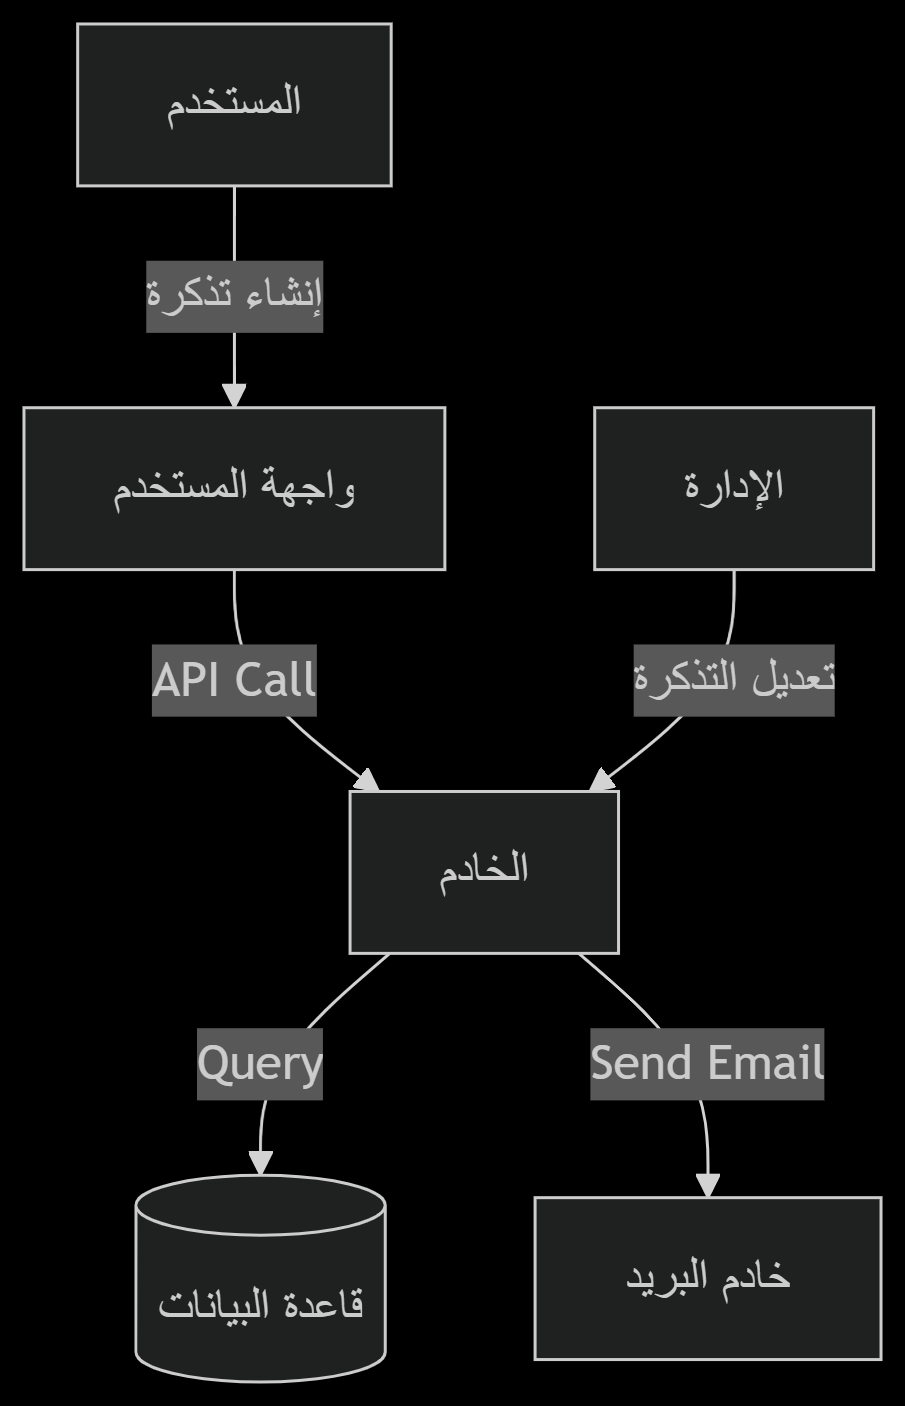 المستخدم
إنشاء تذكرة
واجهة المستخدم
الإدارة
API Call
تعديل التذكرة
الخادم
Query
Send Email
قاعدة البيانات
خادم البريد